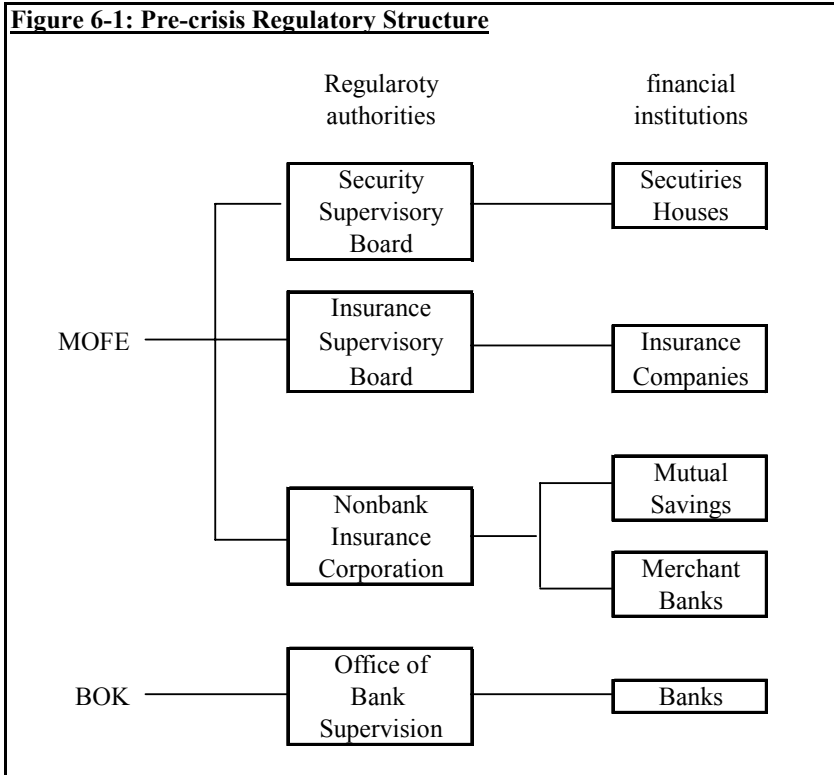 Figure 6-1: Pre-crisis Regulatory Structure
Regularoty
authorities
financial
institutions
Security
Supervisory
Board
Secutiries
Houses
MOFE
Insurance
Supervisory
Board
Insurance
Companies
Nonbank
Insurance
Corporation
Mutual
Savings
Merchant
Banks
BOK
Office of
Bank
Supervision
Banks